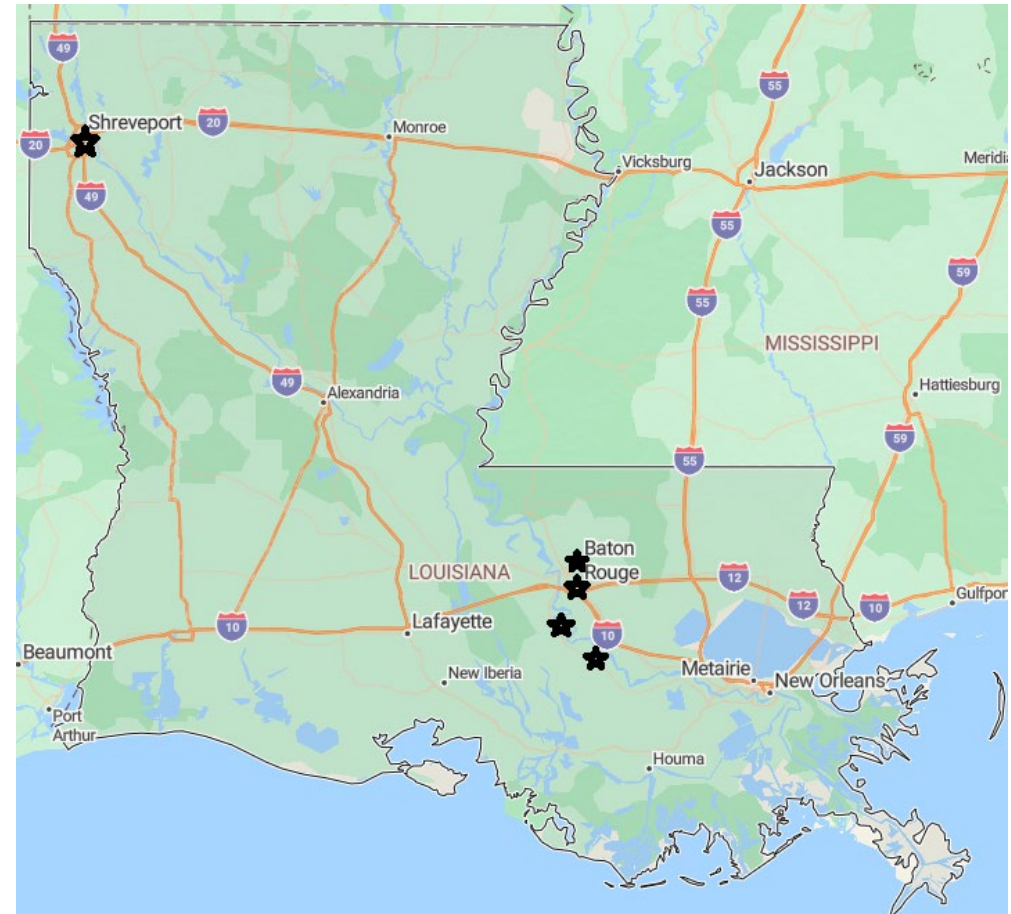 49
Shreveport
20
20
Monroe
49
55
Vicksburg
Jackson
Meridi
55
59
55
MISSISSIPPI
49
Alexandria
Hattiesburg
59
55
Baton
Rouge
LOUISIANA
12
12
10
Gulfpor
10
Lafayette
10
Beaumont
New Iberia
Metairie
New Orleans
Port
Arthur
Houma